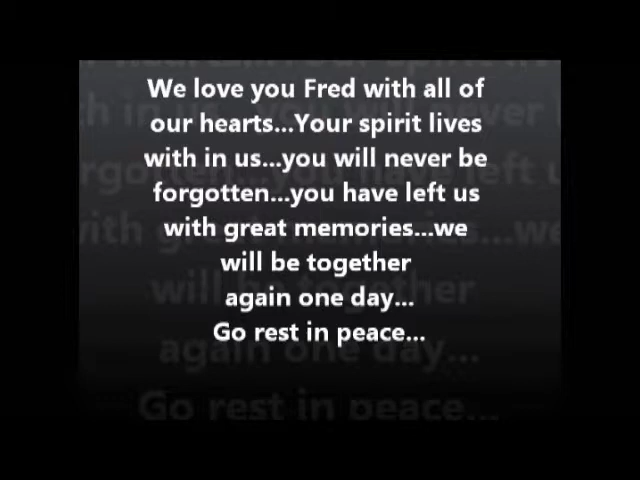 We love you Fred with all of
our hearts...Your spirit lives
with in us...you will never be
forgotten...you have left us
with great memories...we
will be together
again one day...
Go rest in peace...